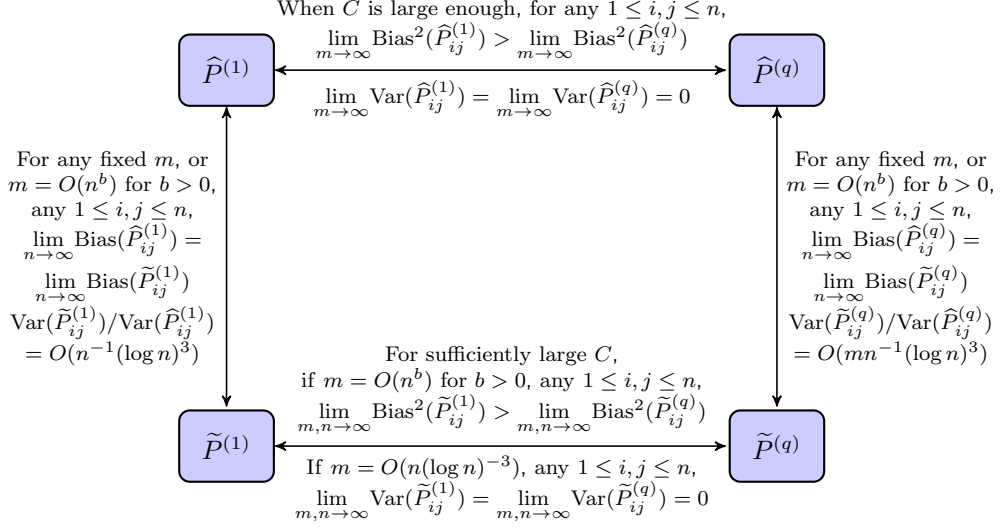 When C is large enough, for any 1 ≤ i, j ≤ n,
lim_{m→∞} Bias²(P̂_{ij}^{(1)}) > lim_{m→∞} Bias²(P̂_{ij}^{(q)})
P̂^{(1)}
P̂^{(q)}
lim_{m→∞} Var(P̂_{ij}^{(1)}) = lim_{m→∞} Var(P̂_{ij}^{(q)}) = 0
For any fixed m, or
m = O(n^b) for b > 0,
any 1 ≤ i, j ≤ n,
lim_{n→∞} Bias(P̂_{ij}^{(1)}) =
lim_{n→∞} Bias(P̃_{ij}^{(1)})
Var(P̃_{ij}^{(1)})/Var(P̂_{ij}^{(1)})
= O(n^{-1}(log n)^3)
For any fixed m, or
m = O(n^b) for b > 0,
any 1 ≤ i, j ≤ n,
lim_{n→∞} Bias(P̂_{ij}^{(q)}) =
lim_{n→∞} Bias(P̃_{ij}^{(q)})
Var(P̃_{ij}^{(q)})/Var(P̂_{ij}^{(q)})
= O(mn^{-1}(log n)^3)
For sufficiently large C,
if m = O(n^b) for b > 0, any 1 ≤ i, j ≤ n,
lim_{m,n→∞} Bias²(P̃_{ij}^{(1)}) > lim_{m,n→∞} Bias²(P̃_{ij}^{(q)})
P̃^{(1)}
P̃^{(q)}
If m = O(n(log n)^{-3}), any 1 ≤ i, j ≤ n,
lim_{m,n→∞} Var(P̃_{ij}^{(1)}) = lim_{m,n→∞} Var(P̃_{ij}^{(q)}) = 0